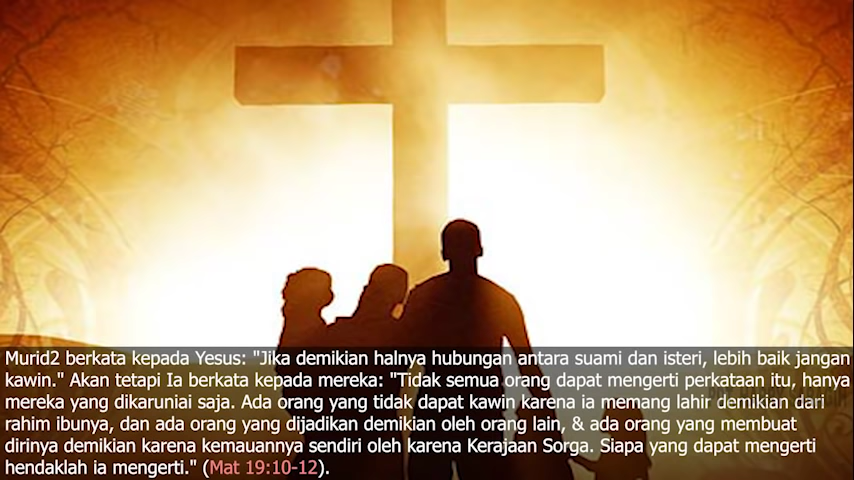 Murid2 berkata kepada Yesus: "Jika demikian halnya hubungan antara suami dan isteri, lebih baik jangan
kawin." Akan tetapi Ia berkata kepada mereka: "Tidak semua orang dapat mengerti perkataan itu, hanya
mereka yang dikaruniai saja. Ada orang yang tidak dapat kawin karena ia memang lahir demikian dari
rahim ibunya, dan ada orang yang dijadikan demikian oleh orang lain, & ada orang yang membuat
dirinya demikian karena kemauannya sendiri oleh karena Kerajaan Sorga. Siapa yang dapat mengerti
hendaklah ia mengerti." (Mat 19:10-12).